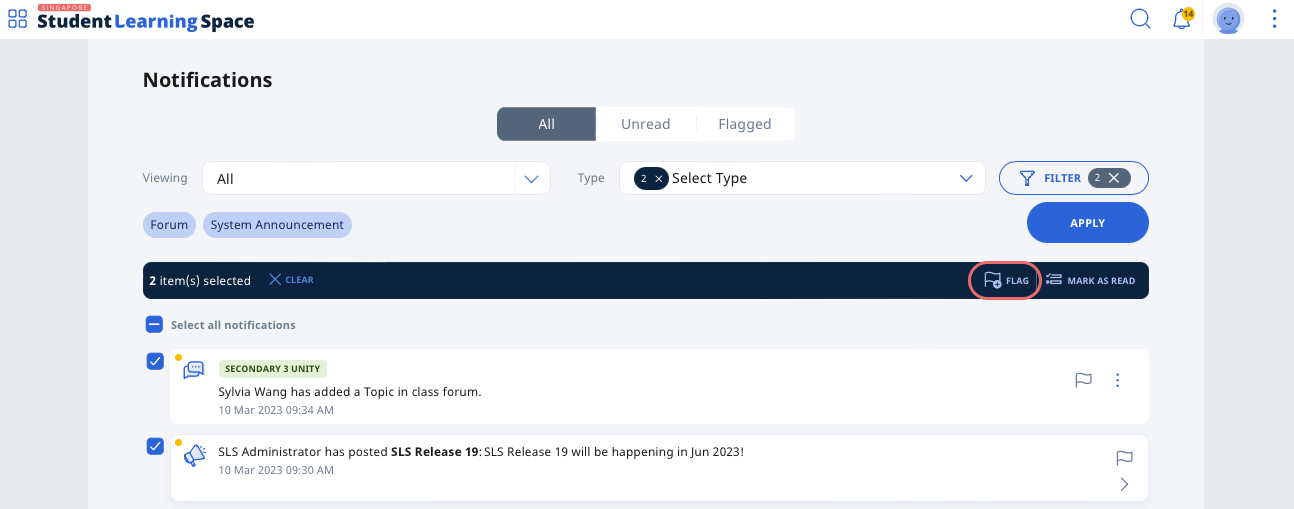 SINGAPORE
Student Learning Space
14
Notifications
All Unread Flagged
Viewing All Type 2 Select Type FILTER 2
Forum System Announcement APPLY
2 item(s) selected CLEAR FLAG MARK AS READ
Select all notifications
SECONDARY 3 UNITY
Sylvia Wang has added a Topic in class forum.
10 Mar 2023 09:34 AM
SLS Administrator has posted SLS Release 19: SLS Release 19 will be happening in Jun 2023!
10 Mar 2023 09:30 AM